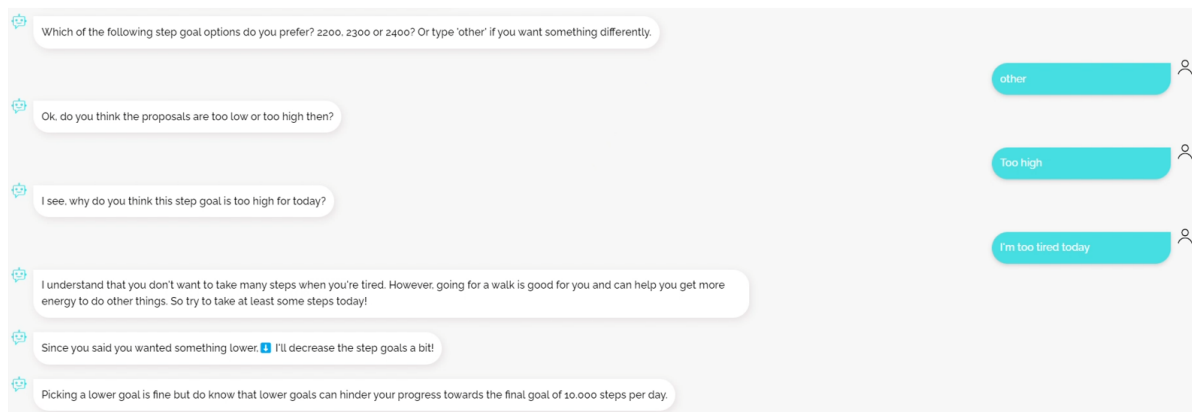 Which of the following step goal options do you prefer? 2200, 2300 or 2400? Or type 'other' if you want something differently.
other
Ok, do you think the proposals are too low or too high then?
Too high
I see, why do you think this step goal is too high for today?
I'm too tired today
I understand that you don't want to take many steps when you're tired. However, going for a walk is good for you and can help you get more
energy to do other things. So try to take at least some steps today!
Since you said you wanted something lower, ⬇️ I'll decrease the step goals a bit!
Picking a lower goal is fine but do know that lower goals can hinder your progress towards the final goal of 10.000 steps per day.